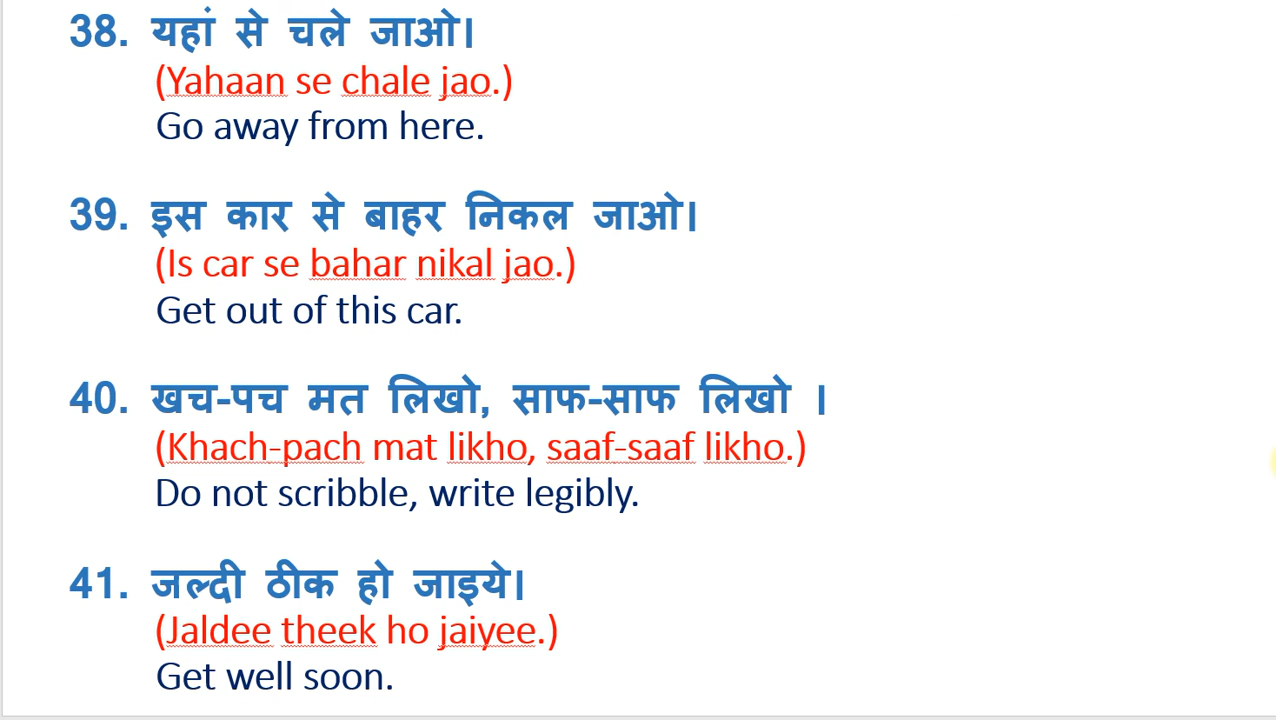 38. यहां से चले जाओ।
(Yahaan se chale jao.)
Go away from here.
39. इस कार से बाहर निकल जाओ।
(Is car se bahar nikal jao.)
Get out of this car.
40. खच-पच मत लिखो, साफ-साफ लिखो ।
(Khach-pach mat likho, saaf-saaf likho.)
Do not scribble, write legibly.
41. जल्दी ठीक हो जाइये।
(Jaldee theek ho jaiyee.)
Get well soon.